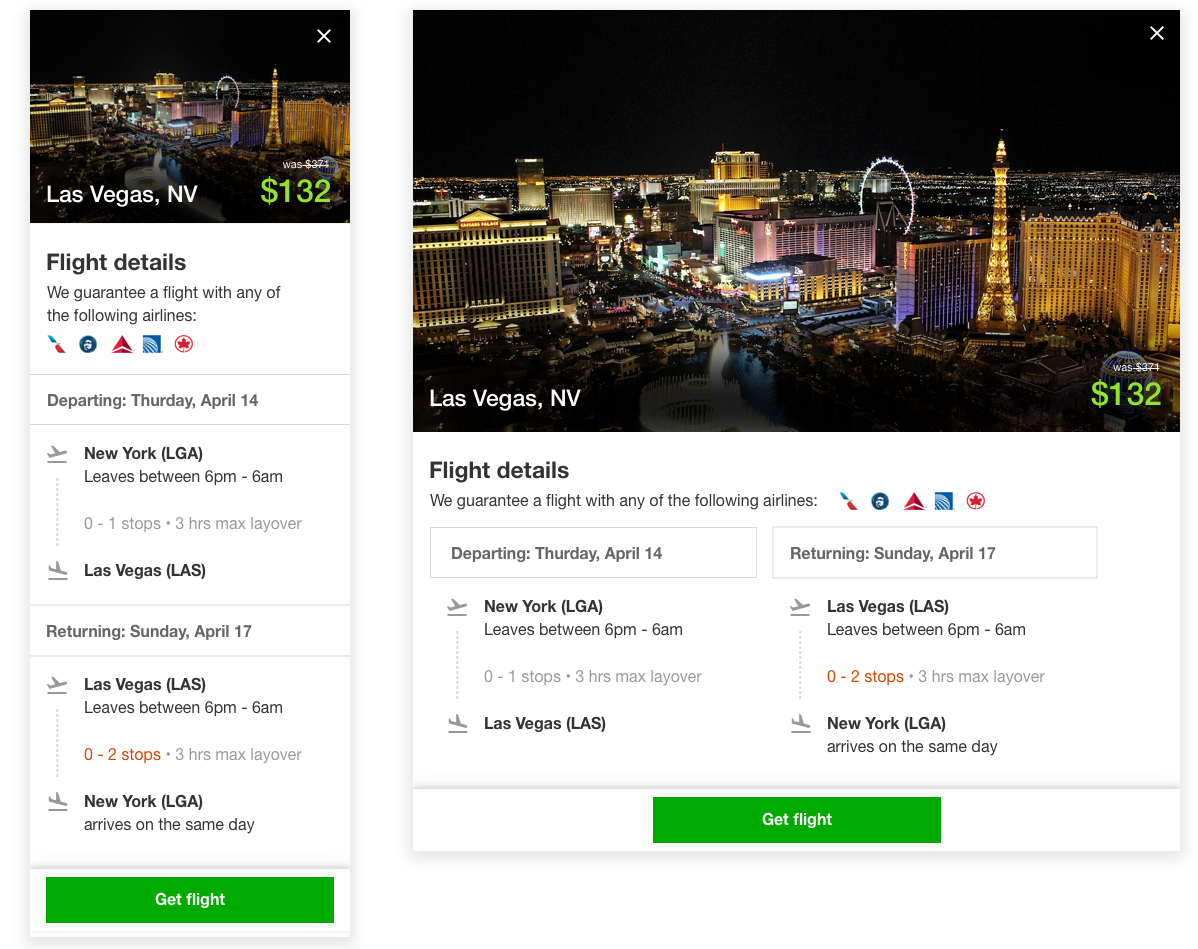 was $371
Las Vegas, NV
$132
Flight details
We guarantee a flight with any of
the following airlines:
Departing: Thurday, April 14
New York (LGA)
Leaves between 6pm - 6am
0 - 1 stops • 3 hrs max layover
Las Vegas (LAS)
Returning: Sunday, April 17
Las Vegas (LAS)
Leaves between 6pm - 6am
0 - 2 stops • 3 hrs max layover
New York (LGA)
arrives on the same day
Get flight
CAESARS PALACE
was $371
Las Vegas, NV
$132
Flight details
We guarantee a flight with any of the following airlines:
Departing: Thurday, April 14
New York (LGA)
Leaves between 6pm - 6am
0 - 1 stops • 3 hrs max layover
Las Vegas (LAS)
Returning: Sunday, April 17
Las Vegas (LAS)
Leaves between 6pm - 6am
0 - 2 stops • 3 hrs max layover
New York (LGA)
arrives on the same day
Get flight